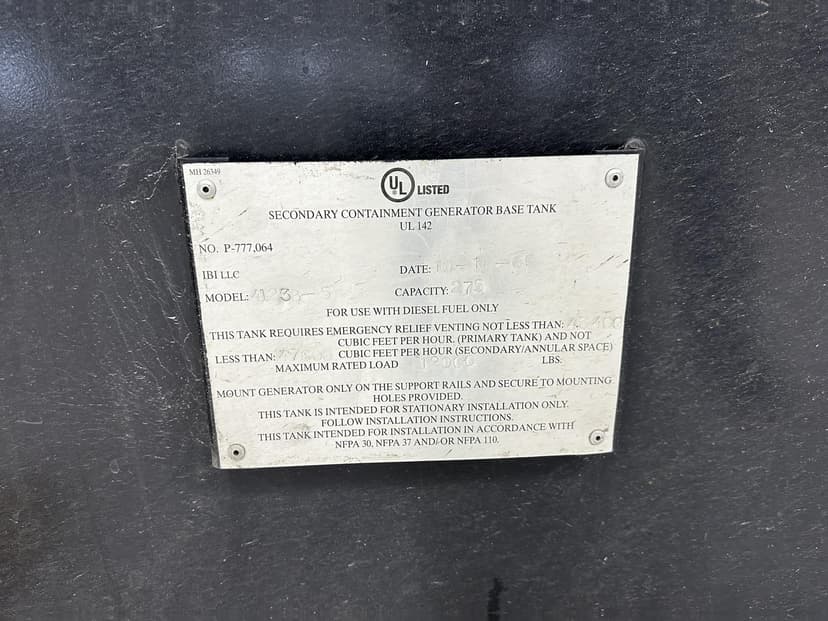 MH 26349
UL LISTED
SECONDARY CONTAINMENT GENERATOR BASE TANK
UL 142
NO. P-777,064
IBI LLC DATE:
MODEL: CAPACITY: 275
FOR USE WITH DIESEL FUEL ONLY
THIS TANK REQUIRES EMERGENCY RELIEF VENTING NOT LESS THAN:
CUBIC FEET PER HOUR. (PRIMARY TANK) AND NOT
LESS THAN: CUBIC FEET PER HOUR (SECONDARY/ANNULAR SPACE)
MAXIMUM RATED LOAD LBS.
MOUNT GENERATOR ONLY ON THE SUPPORT RAILS AND SECURE TO MOUNTING
HOLES PROVIDED.
THIS TANK IS INTENDED FOR STATIONARY INSTALLATION ONLY.
FOLLOW INSTALLATION INSTRUCTIONS.
THIS TANK INTENDED FOR INSTALLATION IN ACCORDANCE WITH
NFPA 30, NFPA 37 AND/ OR NFPA 110.